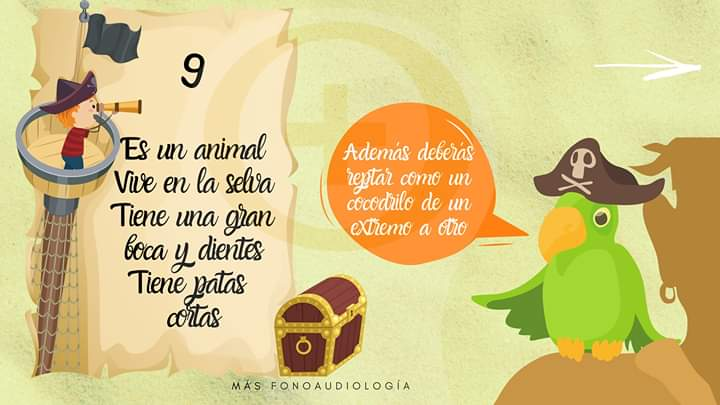 9
Es un animal
Vive en la selva
Tiene una gran
boca y dientes
Tiene patas
cortas
Además deberás
reptar como un
cocodrilo de un
extremo a otro
MÁS FONOAUDIOLOGÍA